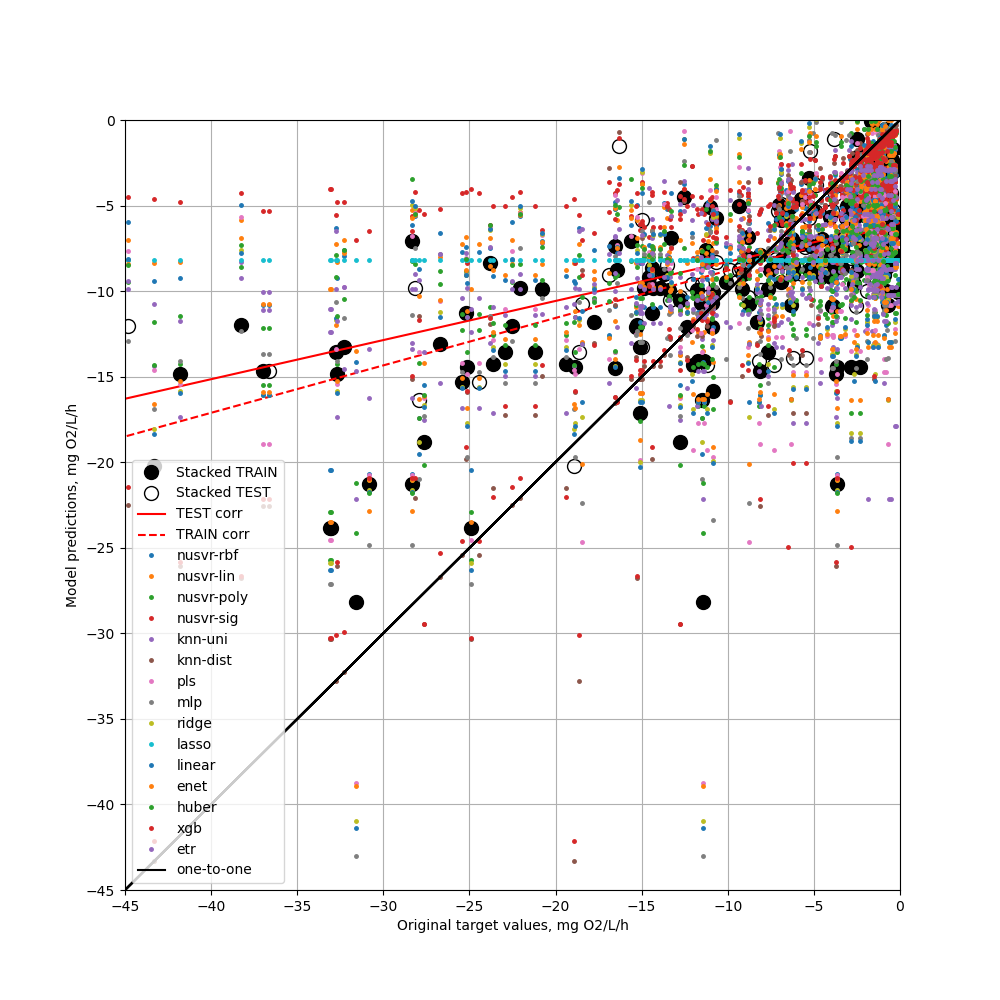 0
−5
−10
−15
−20
−25
−30
−35
−40
−45
Model predictions, mg O2/L/h
Stacked TRAIN
Stacked TEST
TEST corr
TRAIN corr
nusvr-rbf
nusvr-lin
nusvr-poly
nusvr-sig
knn-uni
knn-dist
pls
mlp
ridge
lasso
linear
enet
huber
xgb
etr
one-to-one
−45 −40 −35 −30 −25 −20 −15 −10 −5 0
Original target values, mg O2/L/h